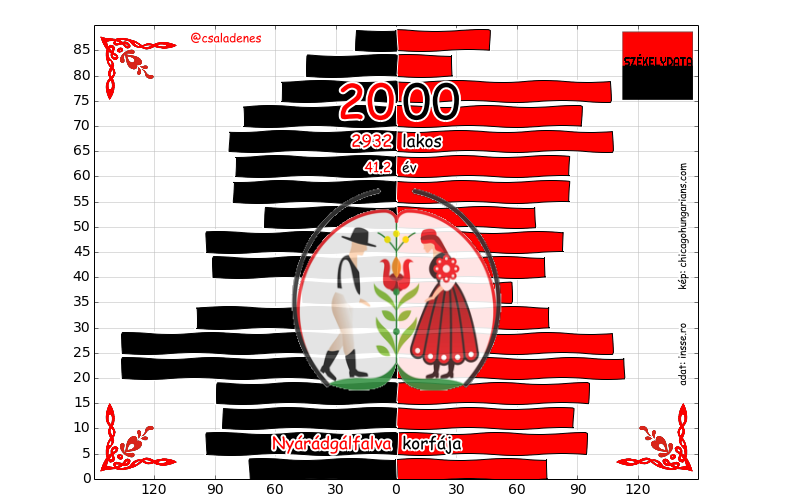 @csaladenes
SZÉKELYDATA
2000
2932 lakos
41,2 év
kép: chicagohungarians.com
adat: insse.ro
Nyárádgálfalva korfája
85
80
75
70
65
60
55
50
45
40
35
30
25
20
15
10
5
0
120 90 60 30 0 30 60 90 120